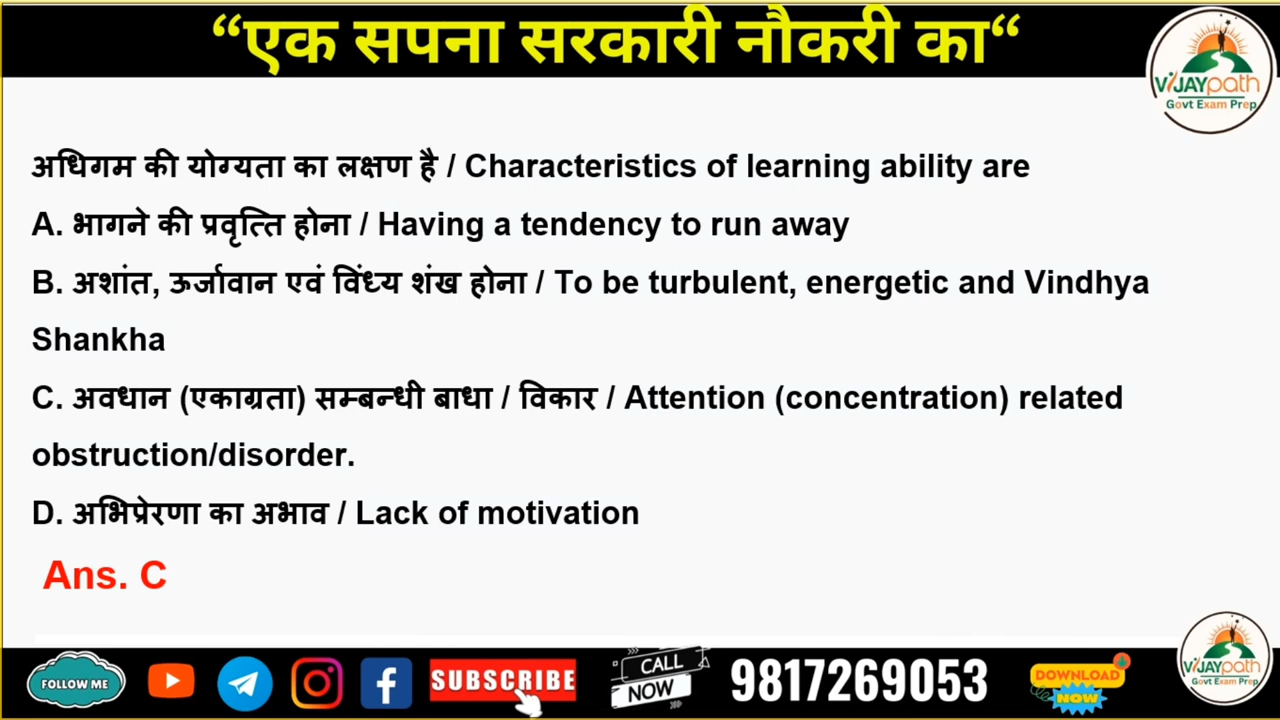 “एक सपना सरकारी नौकरी का“
VIJAYpath
Govt Exam Prep
अधिगम की योग्यता का लक्षण है / Characteristics of learning ability are
A. भागने की प्रवृत्ति होना / Having a tendency to run away
B. अशांत, ऊर्जावान एवं विंध्य शंख होना / To be turbulent, energetic and Vindhya
Shankha
C. अवधान (एकाग्रता) सम्बन्धी बाधा / विकार / Attention (concentration) related
obstruction/disorder.
D. अभिप्रेरणा का अभाव / Lack of motivation
Ans. C
FOLLOW ME
SUBSCRIBE
CALL
NOW
9817269053
DOWNLOAD
NOW
VIJAYpath
Govt Exam Prep